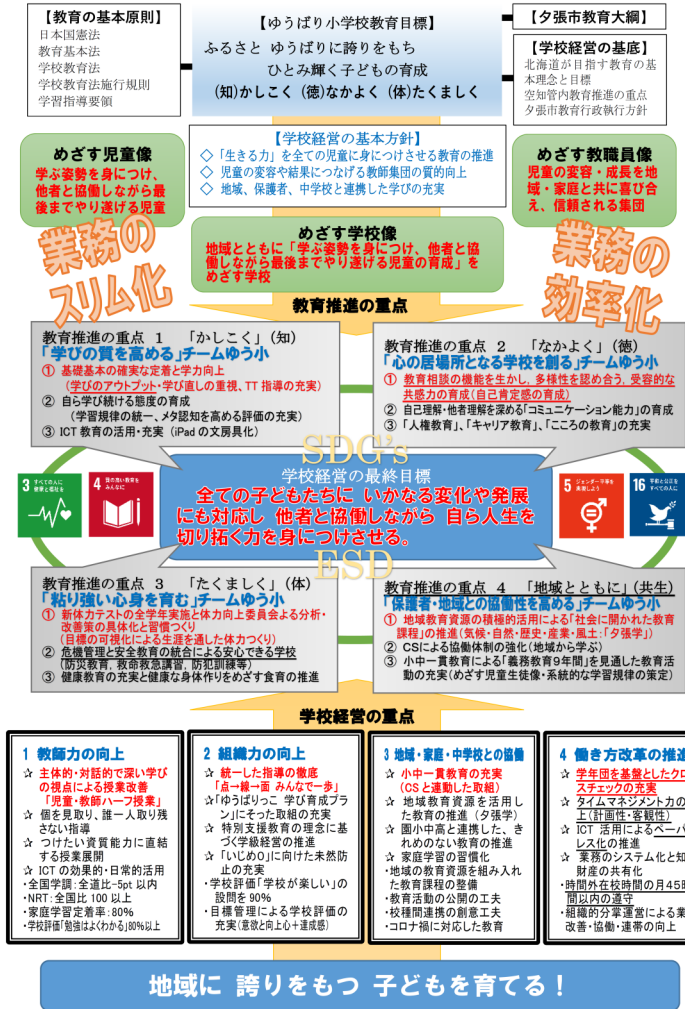 【教育の基本原則】
日本国憲法
教育基本法
学校教育法
学校教育法施行規則
学習指導要領
【ゆうばり小学校教育目標】
ふるさと ゆうばりに誇りをもち
ひとみ輝く子どもの育成
(知)かしこく (徳)なかよく (体)たくましく
【夕張市教育大綱】
【学校経営の基底】
北海道が目指す教育の基
本理念と目標
空知管内教育推進の重点
夕張市教育行政執行方針
【学校経営の基本方針】
◇ 「生きる力」を全ての児童に身につけさせる教育の推進
◇ 児童の変容や結果につなげる教師集団の質的向上
◇ 地域、保護者、中学校と連携した学びの充実
めざす児童像
学ぶ姿勢を身につけ、
他者と協働しながら最
後までやり遂げる児童
めざす教職員像
児童の変容・成長を地
域・家庭と共に喜び合
え、信頼される集団
めざす学校像
地域とともに「学ぶ姿勢を身につけ、他者と協
働しながら最後までやり遂げる児童の育成」を
めざす学校
業務の
スリム化
業務の
効率化
教育推進の重点
教育推進の重点 1 「かしこく」(知)
「学びの質を高める」チームゆう小
① 基礎基本の確実な定着と学力向上
(学びのアウトプット・学び直しの重視、TT 指導の充実)
② 自ら学び続ける態度の育成
(学習規律の統一、メタ認知を高める評価の充実)
③ ICT 教育の活用・充実 (iPad の文房具化)
教育推進の重点 2 「なかよく」(徳)
「心の居場所となる学校を創る」チームゆう小
① 教育相談の機能を生かし、多様性を認め合う、受容的な
共感力の育成(自己肯定感の育成)
② 自己理解・他者理解を深める「コミュニケーション能力」の育成
③ 「人権教育」、「キャリア教育」、「こころの教育」の充実
SDG's
学校経営の最終目標
全ての子どもたちに いかなる変化や発展
にも対応し 他者と協働しながら 自ら人生を
切り拓く力を身につけさせる。
ESD
3 すべての人に
健康と福祉を
4 質の高い教育を
みんなに
5 ジェンダー平等を
実現しよう
16 平和と公正を
すべての人に
教育推進の重点 3 「たくましく」(体)
「粘り強い心身を育む」チームゆう小
① 新体力テストの全学年実施と体力向上委員会よる分析・
改善策の具体化と習慣つくり
(目標の可視化による生涯を通した体力つくり)
② 危機管理と安全教育の統合による安心できる学校
(防災教育、救命救急講習、防犯訓練等)
③ 健康教育の充実と健康な身体作りをめざす食育の推進
教育推進の重点 4 「地域とともに」(共生)
「保護者・地域との協働性を高める」チームゆう小
① 地域教育資源の積極的活用による「社会に開かれた教育
課程」の推進(気候・自然・歴史・産業・風土:「夕張学」)
② CSによる協働体制の強化(地域から学ぶ)
③ 小中一貫教育による「義務教育9年間」を見通した教育活
動の充実(めざす児童生徒像・系統的な学習規律の策定)
学校経営の重点
1 教師力の向上
☆ 主体的・対話的で深い学び
の視点による授業改善
「児童・教師ハーフ授業」
☆ 個を見取り、誰一人取り残
さない指導
☆ つけたい資質能力に直結
する授業展開
☆ ICT の効果的・日常的活用
・全国学調:全道比-5pt 以内
・NRT:全国比 100 以上
・家庭学習定着率:80%
・学校評価「勉強はよくわかる」80%以上
2 組織力の向上
☆ 統一した指導の徹底
「点→線→面 みんなで一歩」
☆「ゆうばりっこ 学び育成プラ
ン」にそった取組の充実
☆ 特別支援教育の理念に基
づく学級経営の推進
☆ 「いじめ0」に向けた未然防
止の充実
・学校評価「学校が楽しい」の
設問を 90%
・目標管理による学校評価の
充実(意欲と向上心+達成感)
3 地域・家庭・中学校との協働
☆ 小中一貫教育の充実
(CSと連動した取組)
☆ 地域教育資源を活用し
た教育の推進 (夕張学)
☆ 園小中高と連携した、き
れめのない教育の推進
☆ 家庭学習の習慣化
・地域の教育資源を組み入れ
た教育課程の整備
・教育活動の公開の工夫
・校種間連携の創意工夫
・コロナ禍に対応した教育
4 働き方改革の推進
☆ 学年団を基盤としたクロ
スチェックの充実
☆ タイムマネジメント力の
上(計画性・客観性)
☆ ICT 活用によるペーパ
レス化の推進
☆ 業務のシステム化と知
財産の共有化
・時間外在校時間の月45時
間以内の遵守
・組織的分掌運営による業
改善・協働・連帯の向上
地域に 誇りをもつ 子どもを育てる！